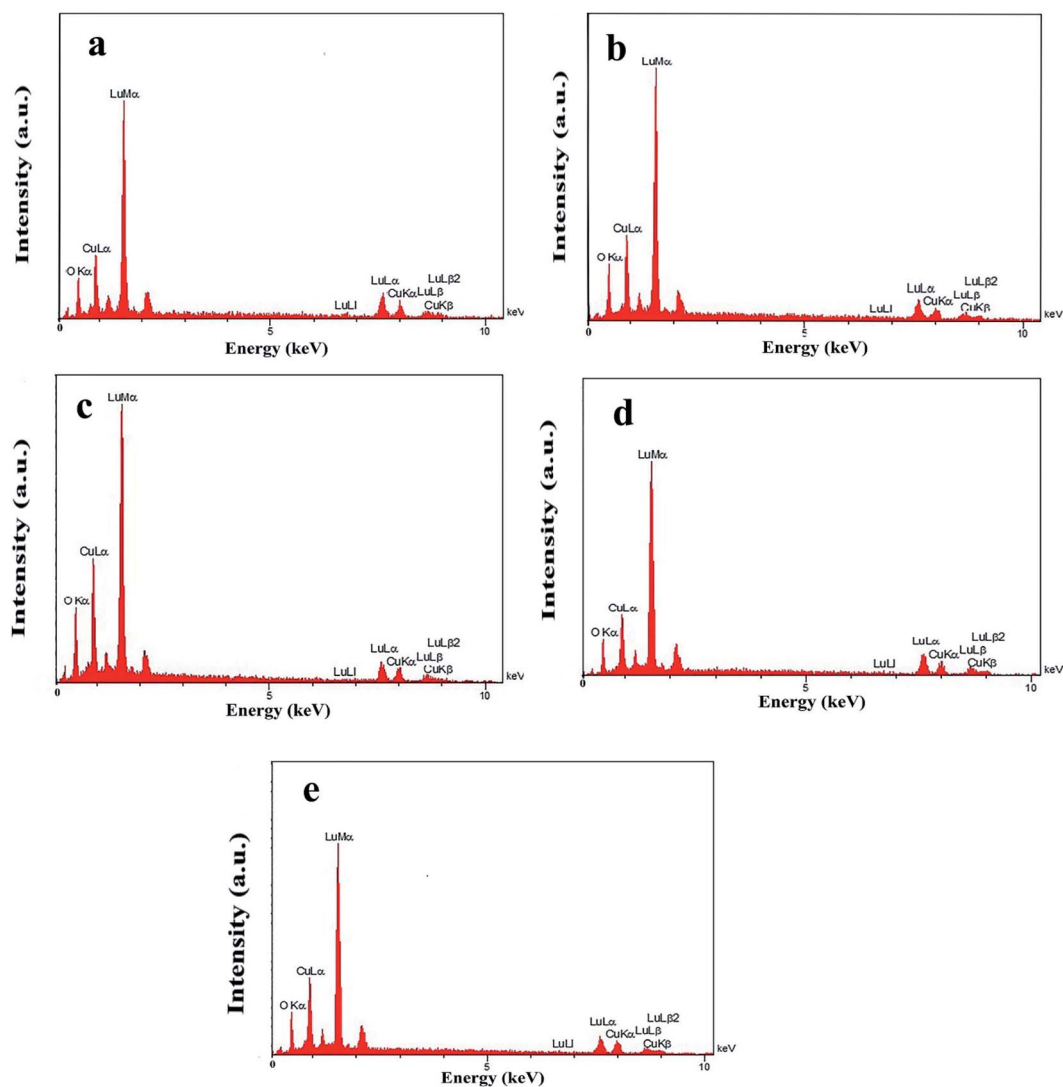 a
Intensity (a.u.)
LuMα
CuLα
O Kα
LuLl
LuLα
CuKα
LuLβ2
LuLβ
CuKβ
0
5
10
keV
Energy (keV)
b
Intensity (a.u.)
LuMα
CuLα
O Kα
LuLl
LuLα
CuKα
LuLβ2
LuLβ
CuKβ
0
5
10
keV
Energy (keV)
c
Intensity (a.u.)
LuMα
CuLα
O Kα
LuLl
LuLα
CuKα
LuLβ2
LuLβ
CuKβ
0
5
10
keV
Energy (keV)
d
Intensity (a.u.)
LuMα
CuLα
O Kα
LuLl
LuLα
CuKα
LuLβ2
LuLβ
CuKβ
0
5
10
keV
Energy (keV)
e
Intensity (a.u.)
LuMα
CuLα
O Kα
LuLl
LuLα
CuKα
LuLβ2
LuLβ
CuKβ
0
5
10
keV
Energy (keV)